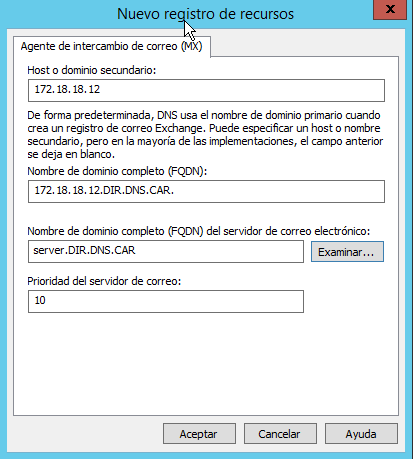 Nuevo registro de recursos
x
Agente de intercambio de correo (MX)
Host o dominio secundario:
172.18.18.12
De forma predeterminada, DNS usa el nombre de dominio primario cuando
crea un registro de correo Exchange. Puede especificar un host o nombre
secundario, pero en la mayoría de las implementaciones, el campo anterior
se deja en blanco.
Nombre de dominio completo (FQDN):
172.18.18.12.DIR.DNS.CAR.
Nombre de dominio completo (FQDN) del servidor de correo electrónico:
server.DIR.DNS.CAR
Examinar...
Prioridad del servidor de correo:
10
Aceptar Cancelar Ayuda